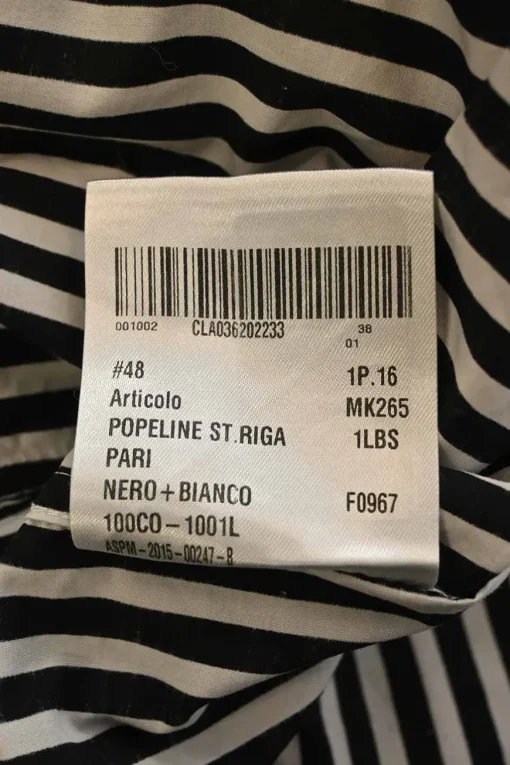 001002 CLA036202233 38
01
#48 1P.16
Articolo MK265
POPELINE ST.RIGA 1LBS
PARI
NERO+BIANCO F0967
100CO-1001L
ASPM-2015-00247-B